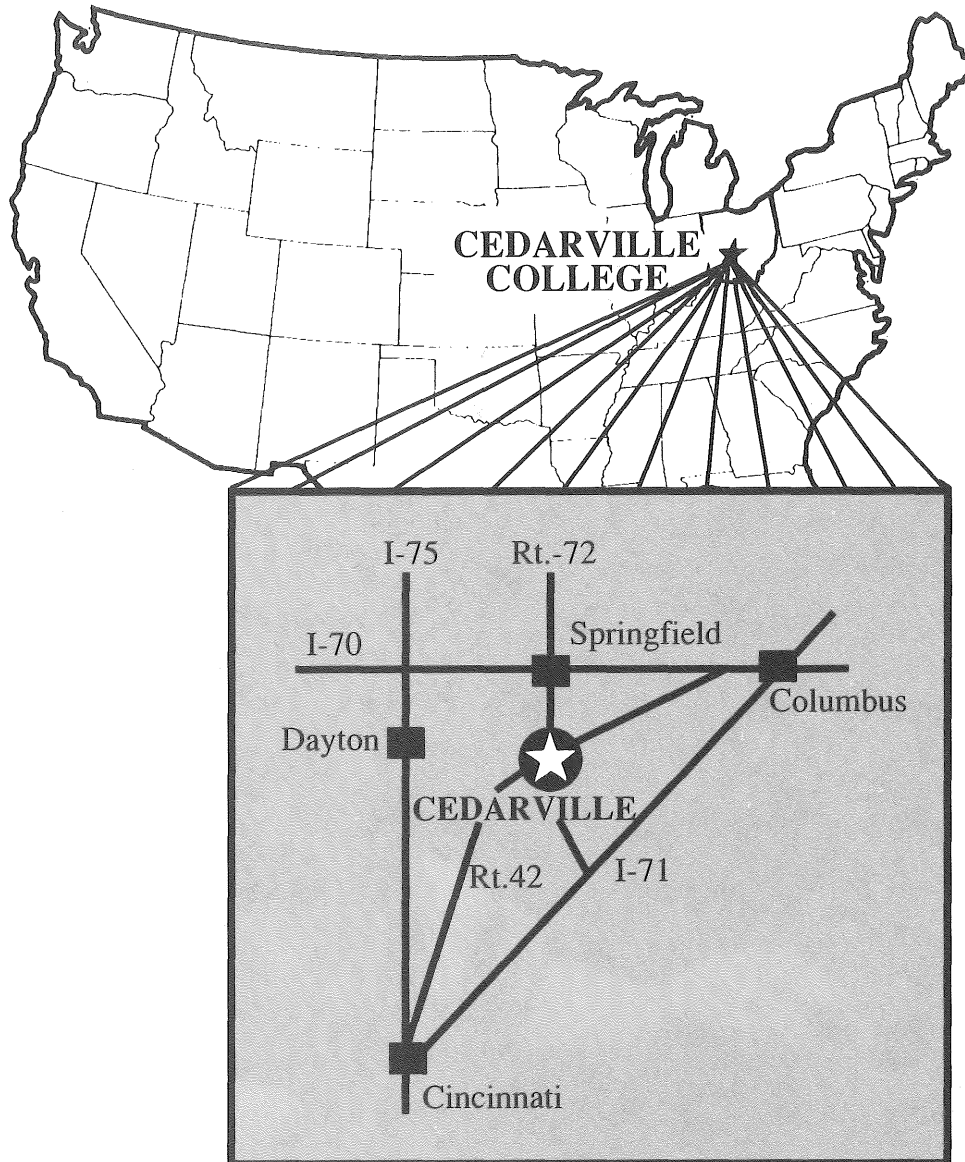 CEDARVILLE
COLLEGE
I-75
Rt.-72
I-70
Springfield
Columbus
Dayton
CEDARVILLE
Rt.42
I-71
Cincinnati